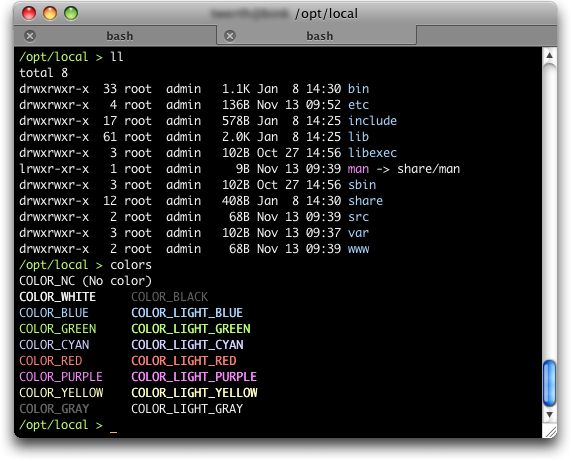 /opt/local
bash bash
/opt/local > ll
total 8
drwxrwxr-x  33 root  admin   1.1K Jan  8 14:30 bin
drwxrwxr-x   4 root  admin   136B Nov 13 09:52 etc
drwxrwxr-x  17 root  admin   578B Jan  8 14:25 include
drwxrwxr-x  61 root  admin   2.0K Jan  8 14:25 lib
drwxrwxr-x   3 root  admin   102B Oct 27 14:56 libexec
lrwxr-xr-x   1 root  admin     9B Nov 13 09:39 man -> share/man
drwxrwxr-x   3 root  admin   102B Oct 27 14:56 sbin
drwxrwxr-x  12 root  admin   408B Jan  8 14:30 share
drwxrwxr-x   2 root  admin    68B Nov 13 09:39 src
drwxrwxr-x   3 root  admin   102B Nov 13 09:37 var
drwxrwxr-x   2 root  admin    68B Nov 13 09:39 www
/opt/local > colors
COLOR_NC (No color)
COLOR_WHITE     COLOR_BLACK
COLOR_BLUE      COLOR_LIGHT_BLUE
COLOR_GREEN     COLOR_LIGHT_GREEN
COLOR_CYAN      COLOR_LIGHT_CYAN
COLOR_RED       COLOR_LIGHT_RED
COLOR_PURPLE    COLOR_LIGHT_PURPLE
COLOR_YELLOW    COLOR_LIGHT_YELLOW
COLOR_GRAY      COLOR_LIGHT_GRAY
/opt/local > _